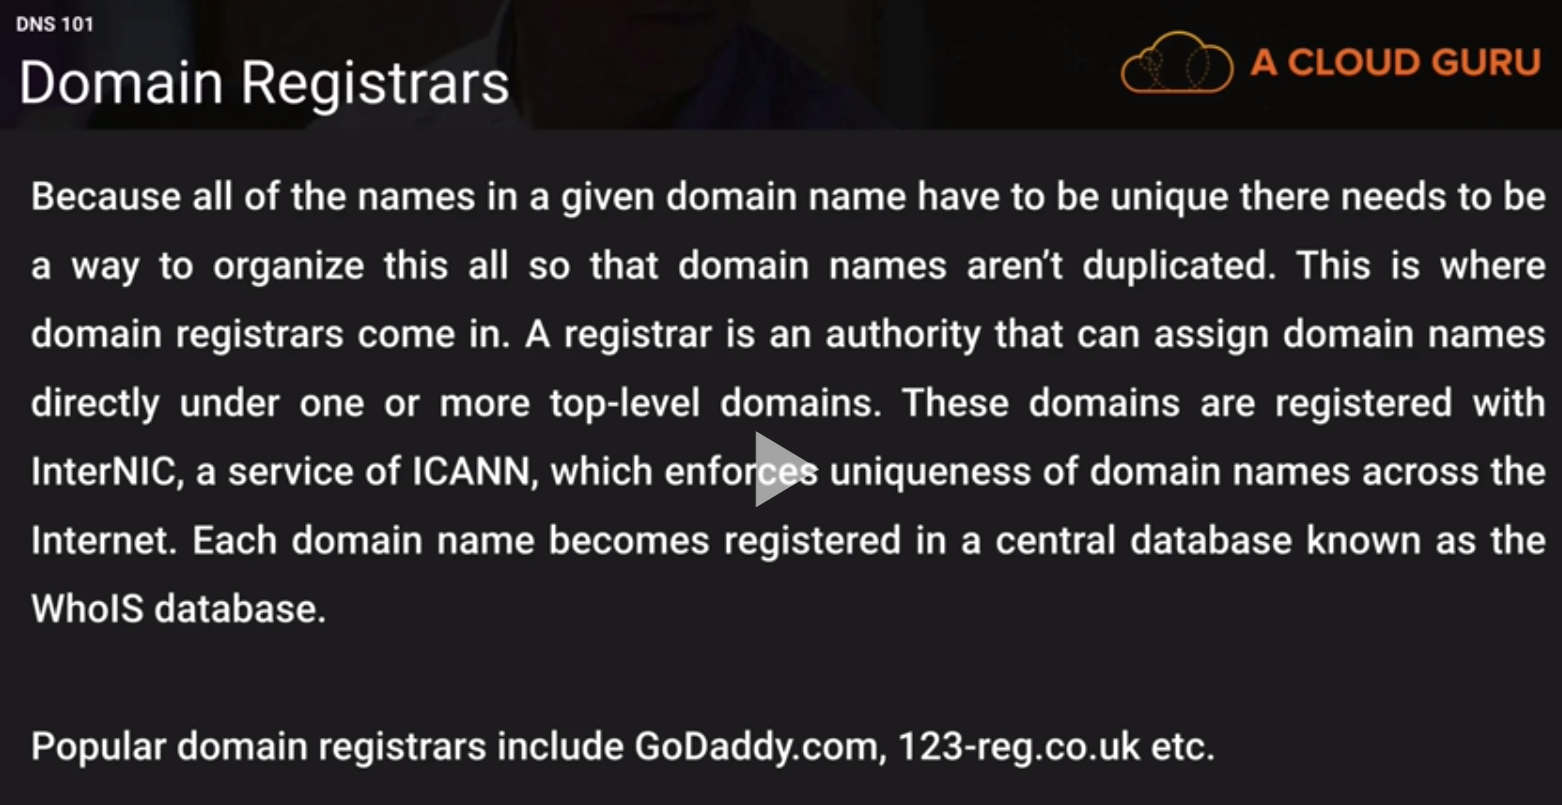 DNS 101
Domain Registrars
A CLOUD GURU
Because all of the names in a given domain name have to be unique there needs to be
a way to organize this all so that domain names aren’t duplicated. This is where
domain registrars come in. A registrar is an authority that can assign domain names
directly under one or more top-level domains. These domains are registered with
InterNIC, a service of ICANN, which enforces uniqueness of domain names across the
Internet. Each domain name becomes registered in a central database known as the
WhoIS database.
Popular domain registrars include GoDaddy.com, 123-reg.co.uk etc.